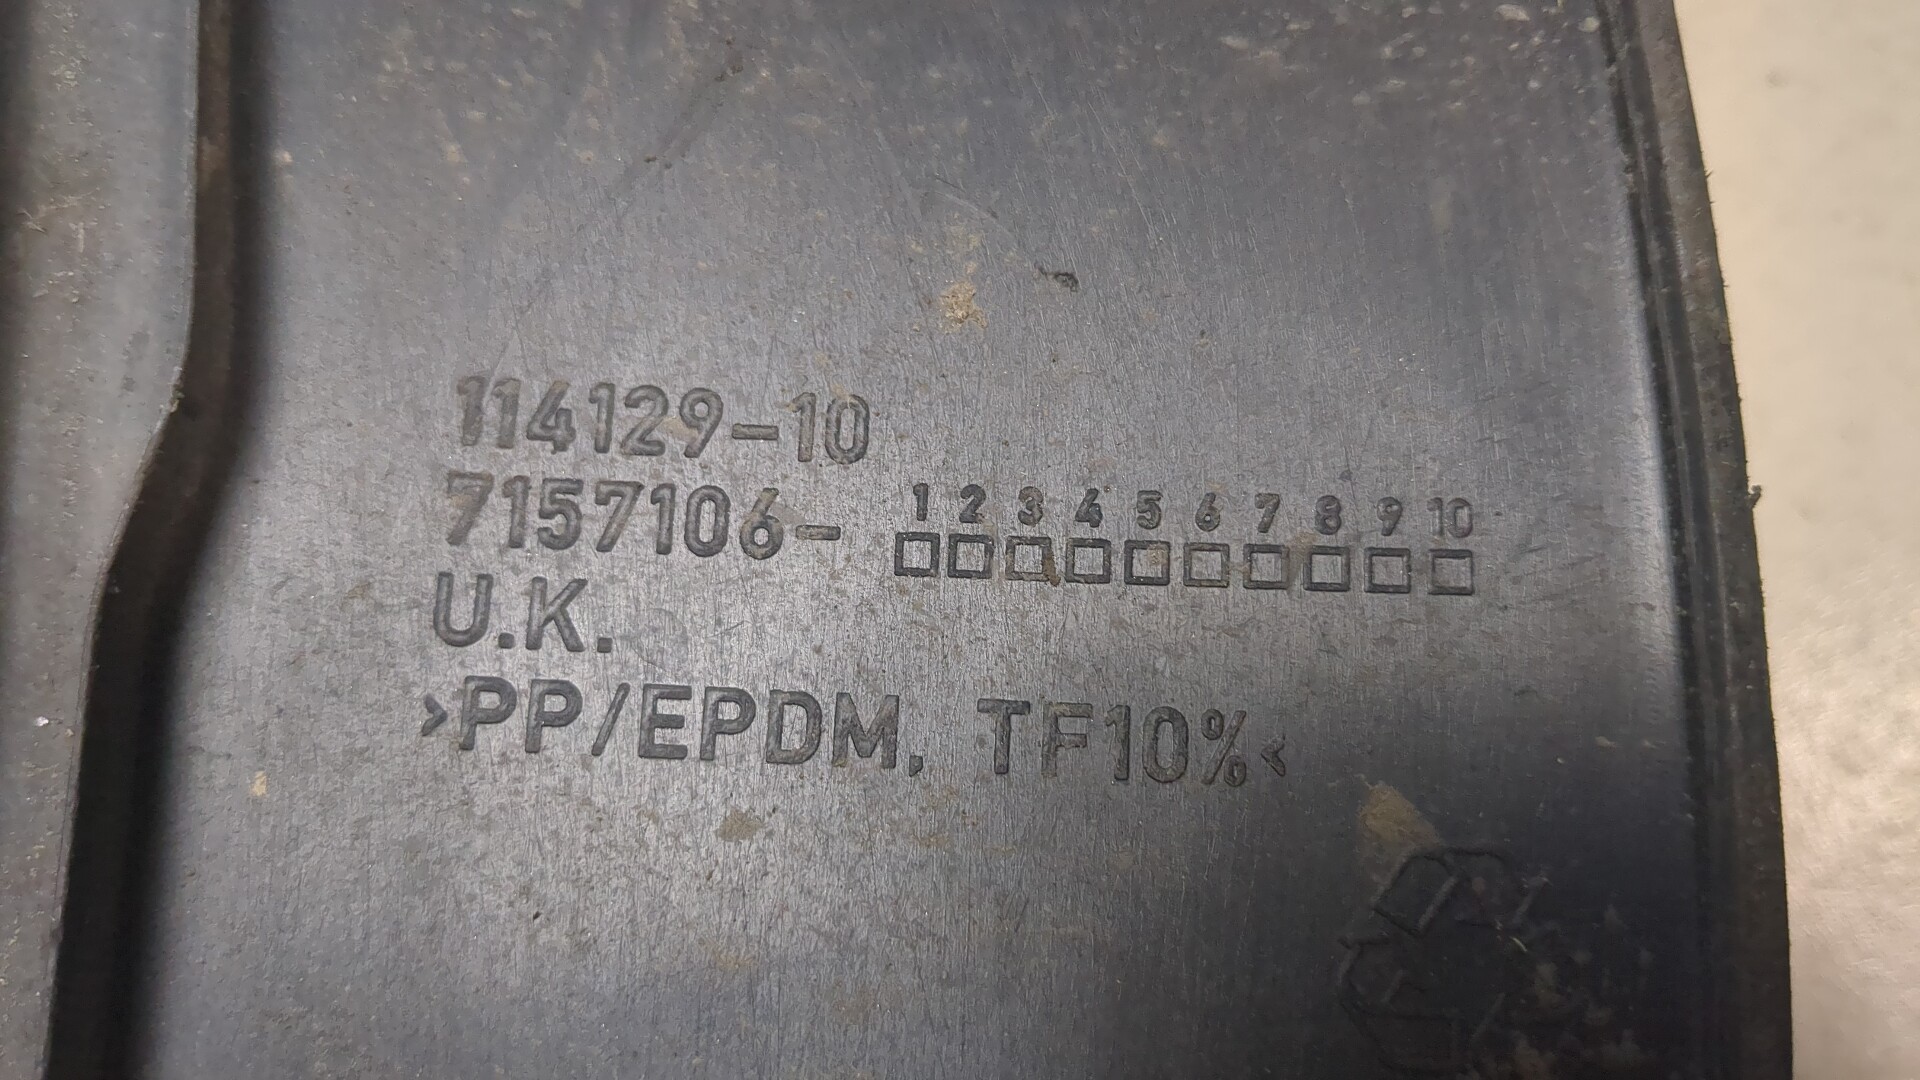 114129-10
7157106- 1 2 3 4 5 6 7 8 9 10
U.K.
>PP/EPDM, TF10%<